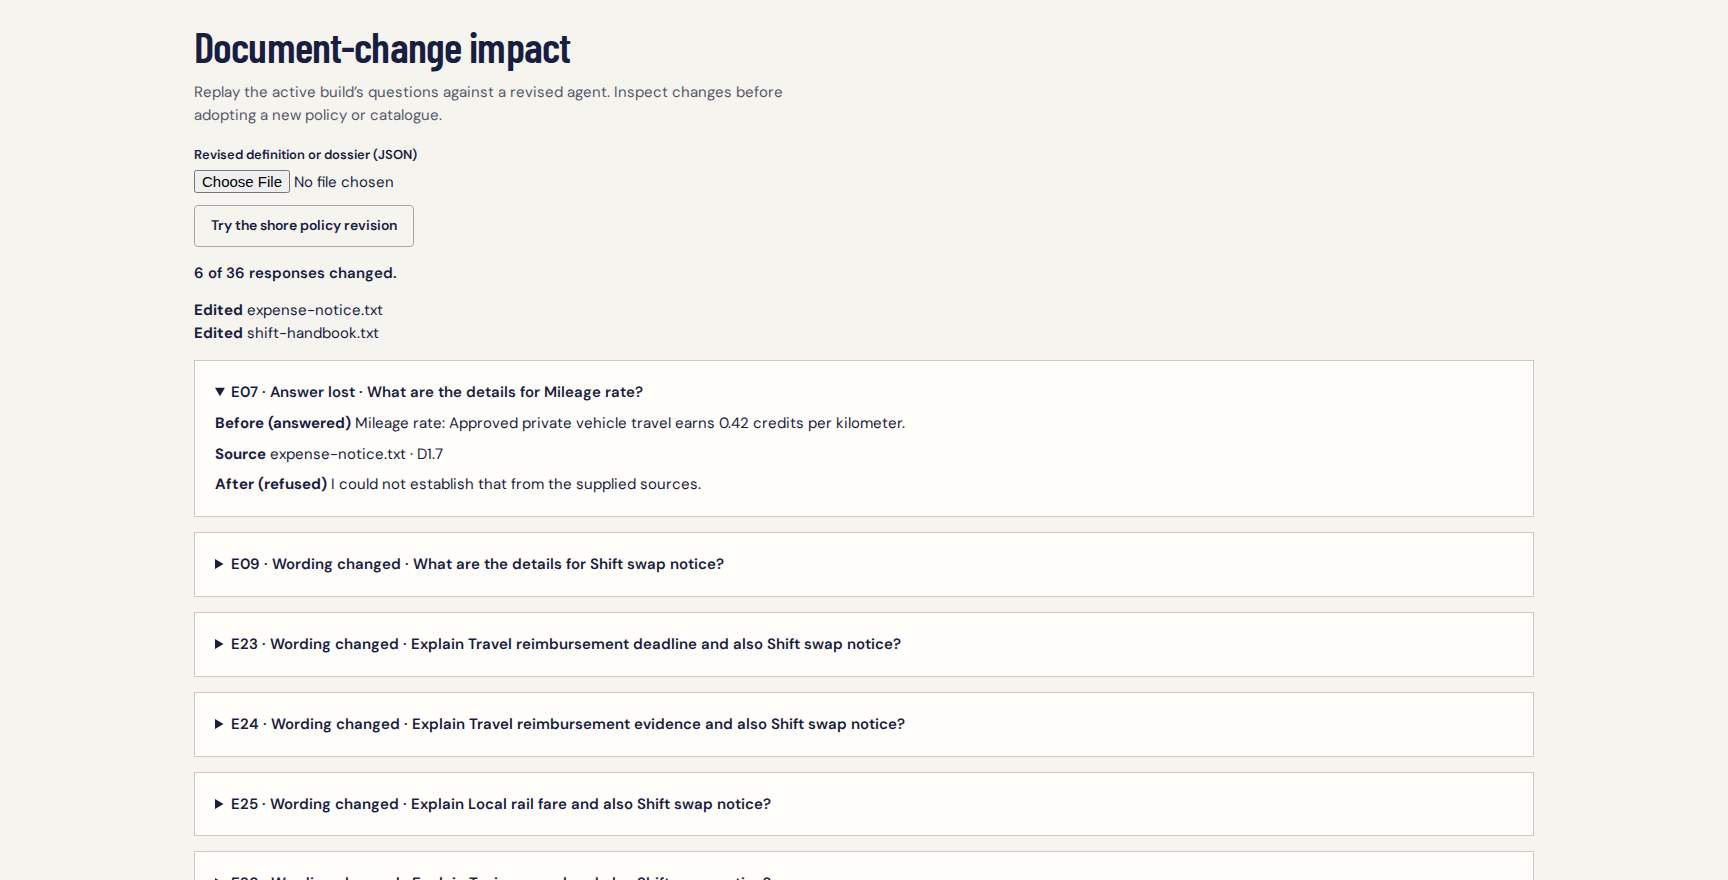 Document-change impact
Replay the active build's questions against a revised agent. Inspect changes before
adopting a new policy or catalogue.
Revised definition or dossier (JSON)
Choose File No file chosen
Try the shore policy revision
6 of 36 responses changed.
Edited expense-notice.txt
Edited shift-handbook.txt
▼ E07 · Answer lost · What are the details for Mileage rate?
Before (answered) Mileage rate: Approved private vehicle travel earns 0.42 credits per kilometer.
Source expense-notice.txt · D1.7
After (refused) I could not establish that from the supplied sources.
▶ E09 · Wording changed · What are the details for Shift swap notice?
▶ E23 · Wording changed · Explain Travel reimbursement deadline and also Shift swap notice?
▶ E24 · Wording changed · Explain Travel reimbursement evidence and also Shift swap notice?
▶ E25 · Wording changed · Explain Local rail fare and also Shift swap notice?